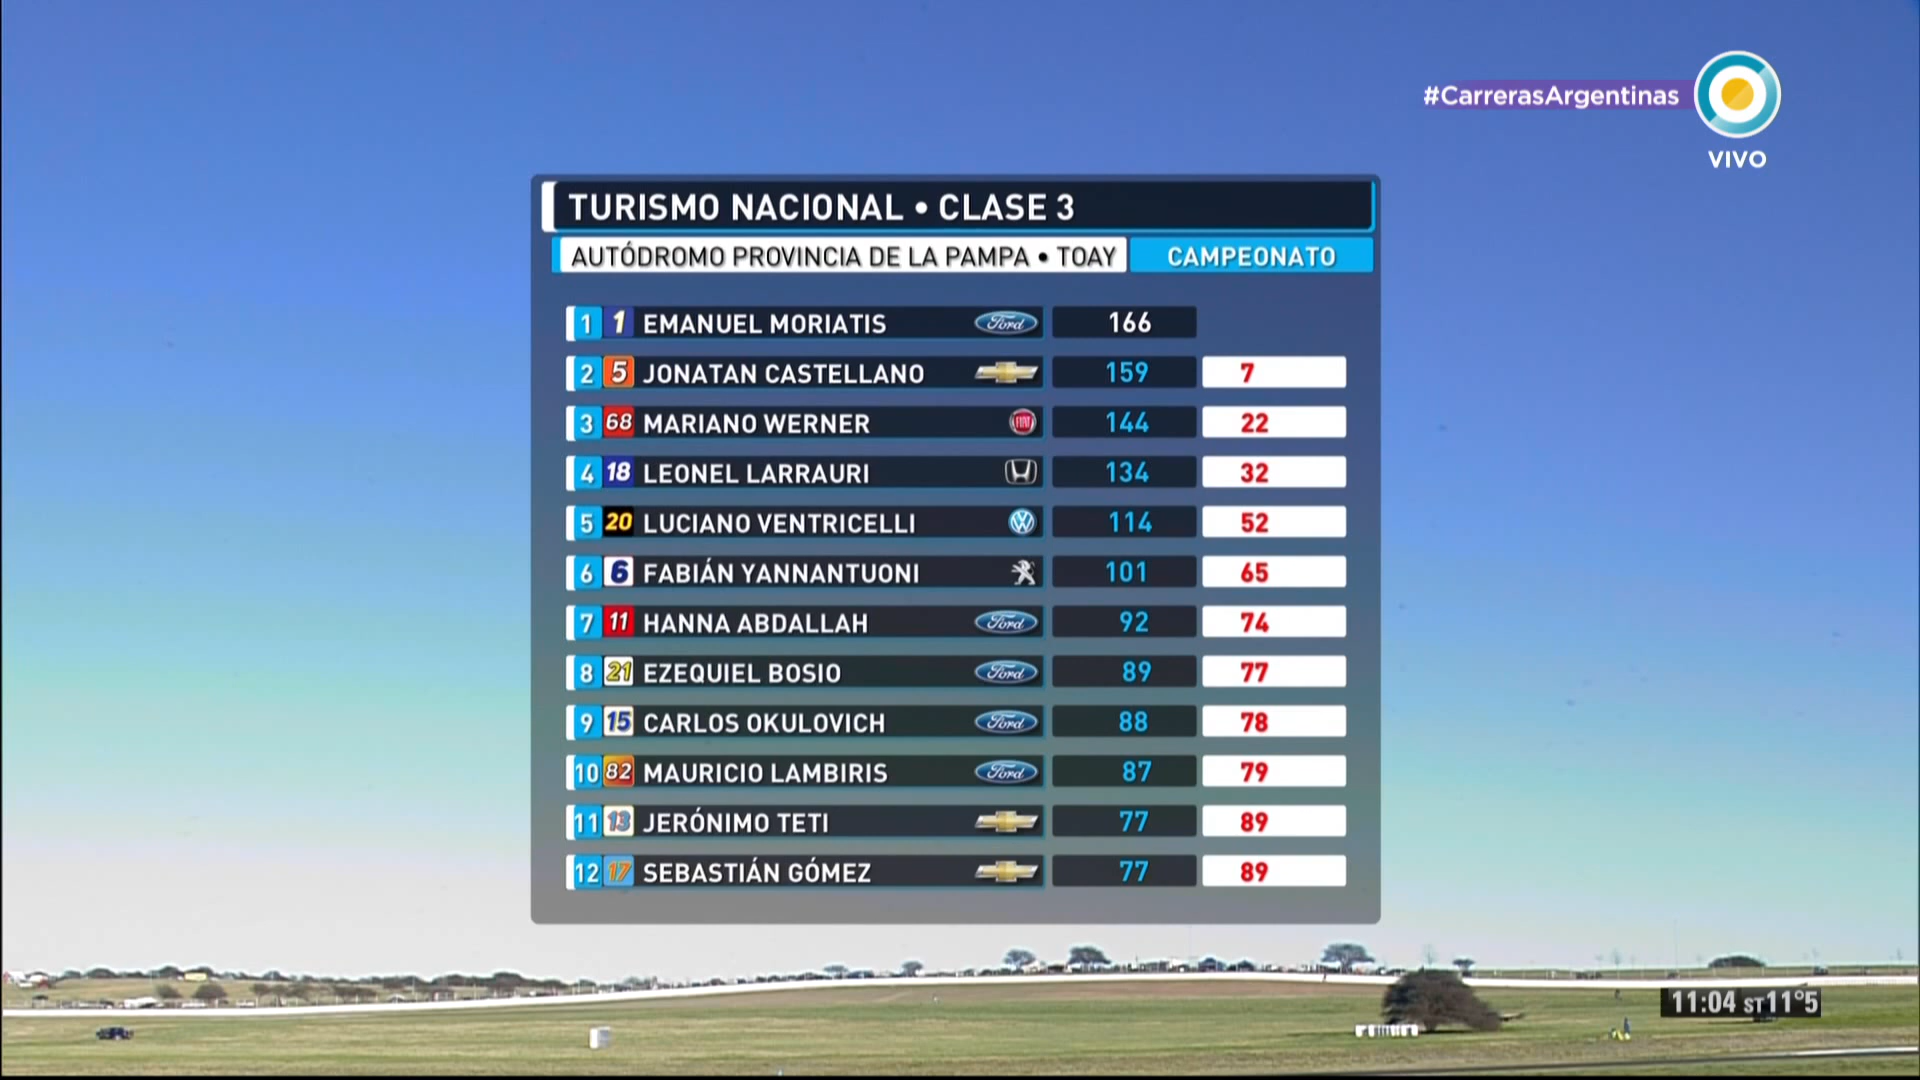 #CarrerasArgentinas
VIVO
TURISMO NACIONAL • CLASE 3
AUTÓDROMO PROVINCIA DE LA PAMPA • TOAY CAMPEONATO
1 1 EMANUEL MORIATIS Ford 166
2 5 JONATAN CASTELLANO 159 7
3 68 MARIANO WERNER FIAT 144 22
4 18 LEONEL LARRAURI 134 32
5 20 LUCIANO VENTRICELLI 114 52
6 6 FABIÁN YANNANTUONI 101 65
7 11 HANNA ABDALLAH Ford 92 74
8 21 EZEQUIEL BOSIO Ford 89 77
9 15 CARLOS OKULOVICH Ford 88 78
10 82 MAURICIO LAMBIRIS Ford 87 79
11 13 JERÓNIMO TETI 77 89
12 17 SEBASTIÁN GÓMEZ 77 89
11:04 ST 11°5